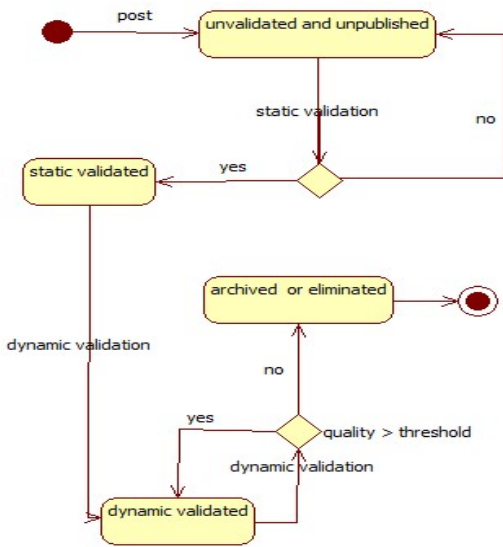 post
unvalidated and unpublished
static validation
no
yes
static validated
archived or eliminated
dynamic validation
no
yes
quality > threshold
dynamic validation
dynamic validated